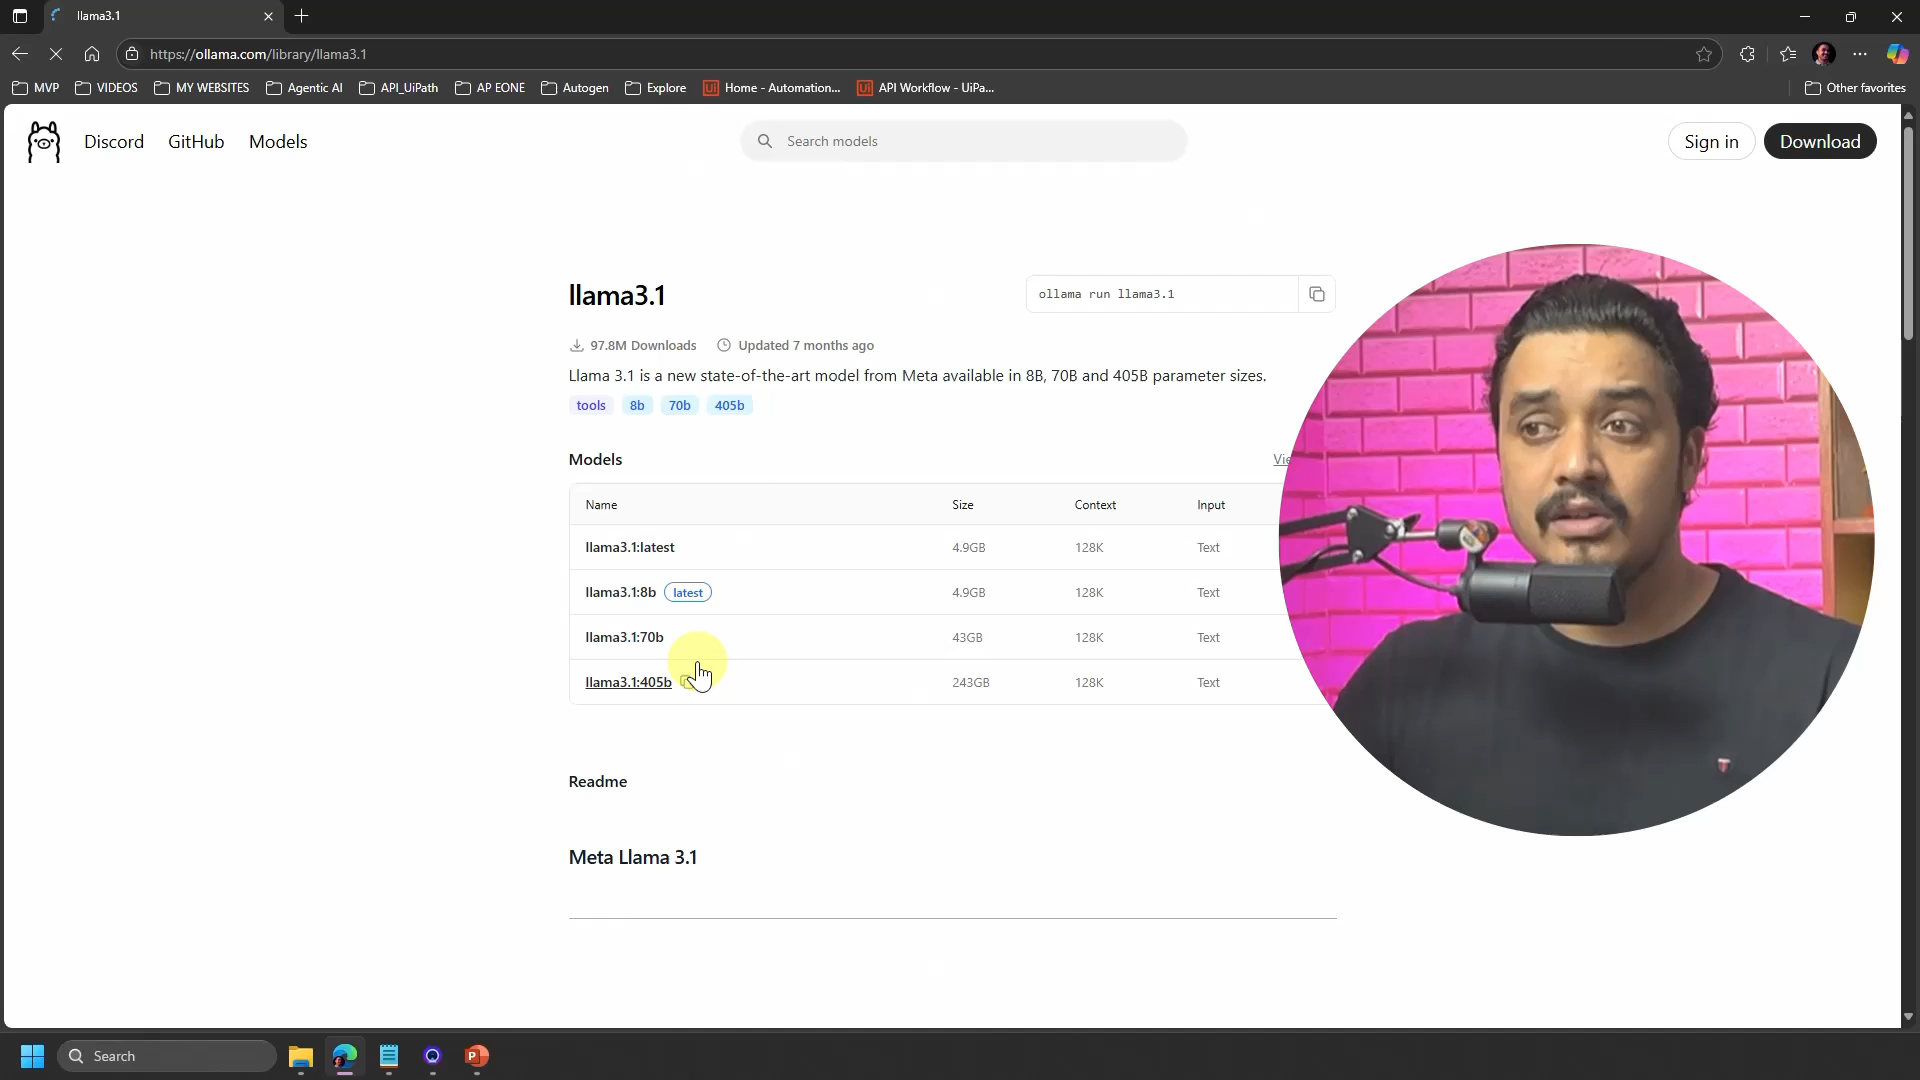 llama3.1
https://ollama.com/library/llama3.1
MVP
VIDEOS
MY WEBSITES
Agentic AI
API_UiPath
AP EONE
Autogen
Explore
Home - Automation...
API Workflow - UiPa...
Other favorites
Discord
GitHub
Models
Search models
Sign in
Download
llama3.1
ollama run llama3.1
97.8M Downloads
Updated 7 months ago
Llama 3.1 is a new state-of-the-art model from Meta available in 8B, 70B and 405B parameter sizes.
tools 8b 70b 405b
Models
Name Size Context Input
llama3.1:latest 4.9GB 128K Text
llama3.1:8b latest 4.9GB 128K Text
llama3.1:70b 43GB 128K Text
llama3.1:405b 243GB 128K Text
Readme
Meta Llama 3.1
Search